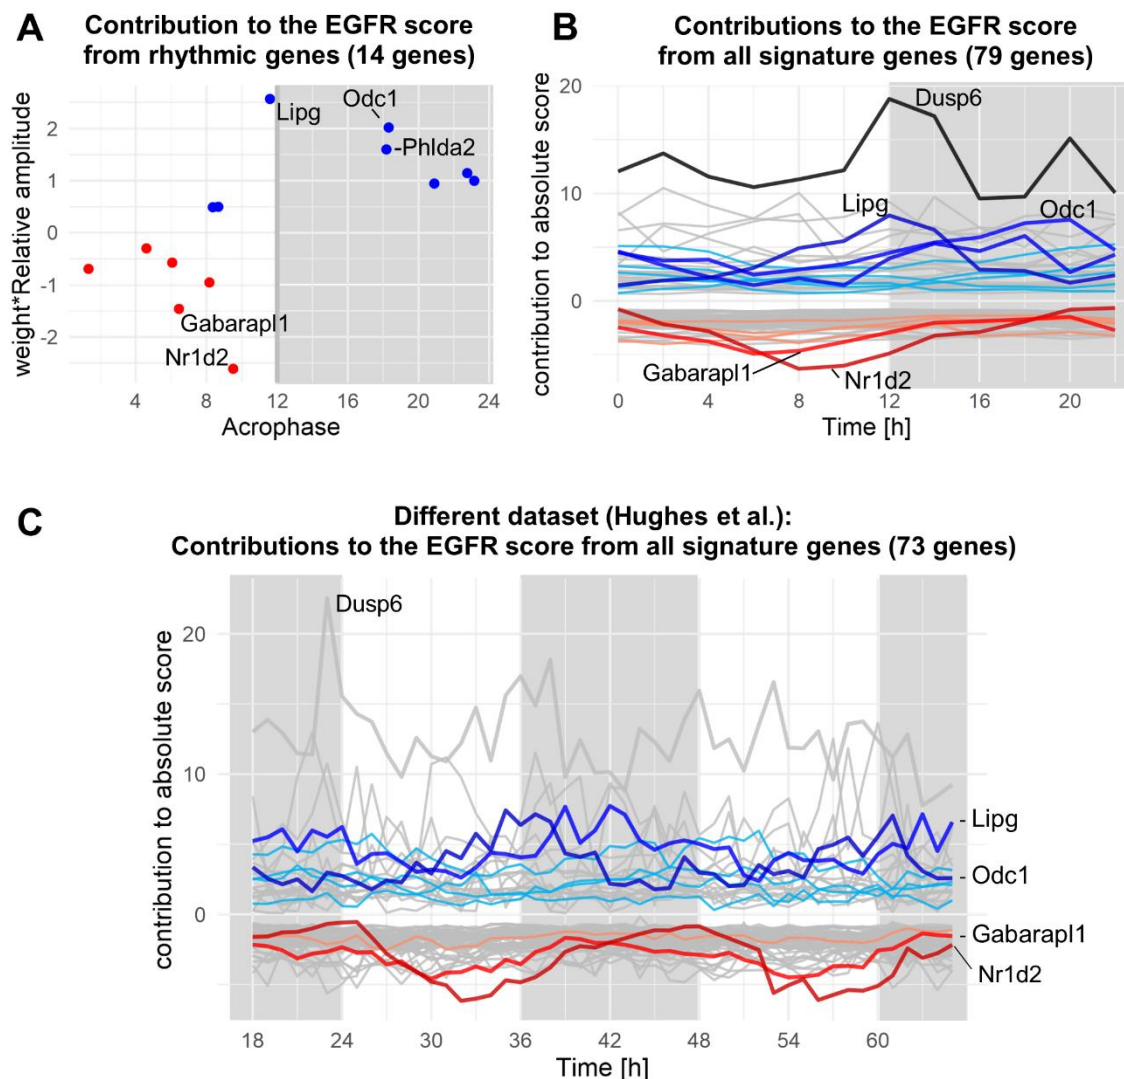 A
Contribution to the EGFR score
from rhythmic genes (14 genes)
weight*Relative amplitude
2
1
0
-1
-2
Lipg
Odc1
-Phlda2
Gabarapl1
Nr1d2
4 8 12 16 20 24
Acrophase
B
Contributions to the EGFR score
from all signature genes (79 genes)
contribution to absolute score
20
10
0
Dusp6
Lipg
Odc1
Gabarapl1
Nr1d2
0 4 8 12 16 20
Time [h]
C
Different dataset (Hughes et al.):
Contributions to the EGFR score from all signature genes (73 genes)
contribution to absolute score
20
10
0
Dusp6
Lipg
Odc1
Gabarapl1
Nr1d2
18 24 30 36 42 48 54 60
Time [h]